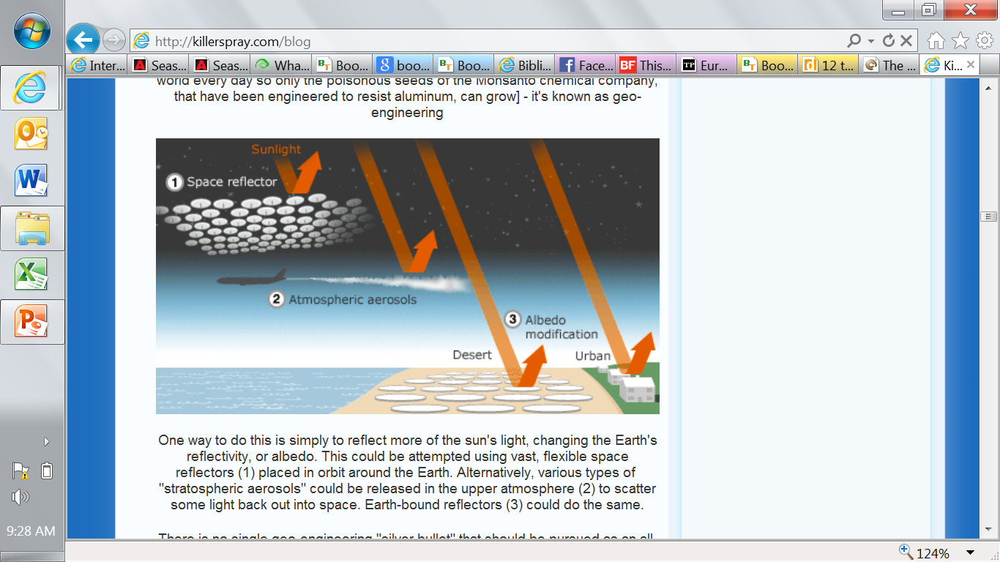 http://killerspray.com/blog
Inter... Seas... Seas... Wha... Boo... boo... Boo... Bibli... Face... This... Eur... Boo... 12 t... The ... Ki...
world every day so only the poisonous seeds of the Monsanto chemical company,
that have been engineered to resist aluminum, can grow] - it's known as geo-
engineering
Sunlight
1 Space reflector
2 Atmospheric aerosols
3 Albedo
modification
Desert
Urban
One way to do this is simply to reflect more of the sun's light, changing the Earth's
reflectivity, or albedo. This could be attempted using vast, flexible space
reflectors (1) placed in orbit around the Earth. Alternatively, various types of
"stratospheric aerosols" could be released in the upper atmosphere (2) to scatter
some light back out into space. Earth-bound reflectors (3) could do the same.
There is no single geo-engineering "silver bullet" that should be pursued as an all
9:28 AM
124%